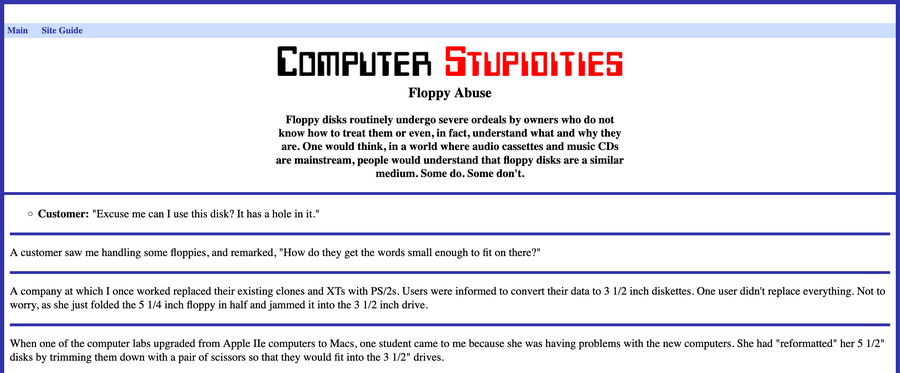 Main Site Guide
COMPUTER STUPIDITIES
Floppy Abuse
Floppy disks routinely undergo severe ordeals by owners who do not
know how to treat them or even, in fact, understand what and why they
are. One would think, in a world where audio cassettes and music CDs
are mainstream, people would understand that floppy disks are a similar
medium. Some do. Some don't.
Customer: "Excuse me can I use this disk? It has a hole in it."
A customer saw me handling some floppies, and remarked, "How do they get the words small enough to fit on there?"
A company at which I once worked replaced their existing clones and XTs with PS/2s. Users were informed to convert their data to 3 1/2 inch diskettes. One user didn't replace everything. Not to
worry, as she just folded the 5 1/4 inch floppy in half and jammed it into the 3 1/2 inch drive.
When one of the computer labs upgraded from Apple IIe computers to Macs, one student came to me because she was having problems with the new computers. She had "reformatted" her 5 1/2"
disks by trimming them down with a pair of scissors so that they would fit into the 3 1/2" drives.